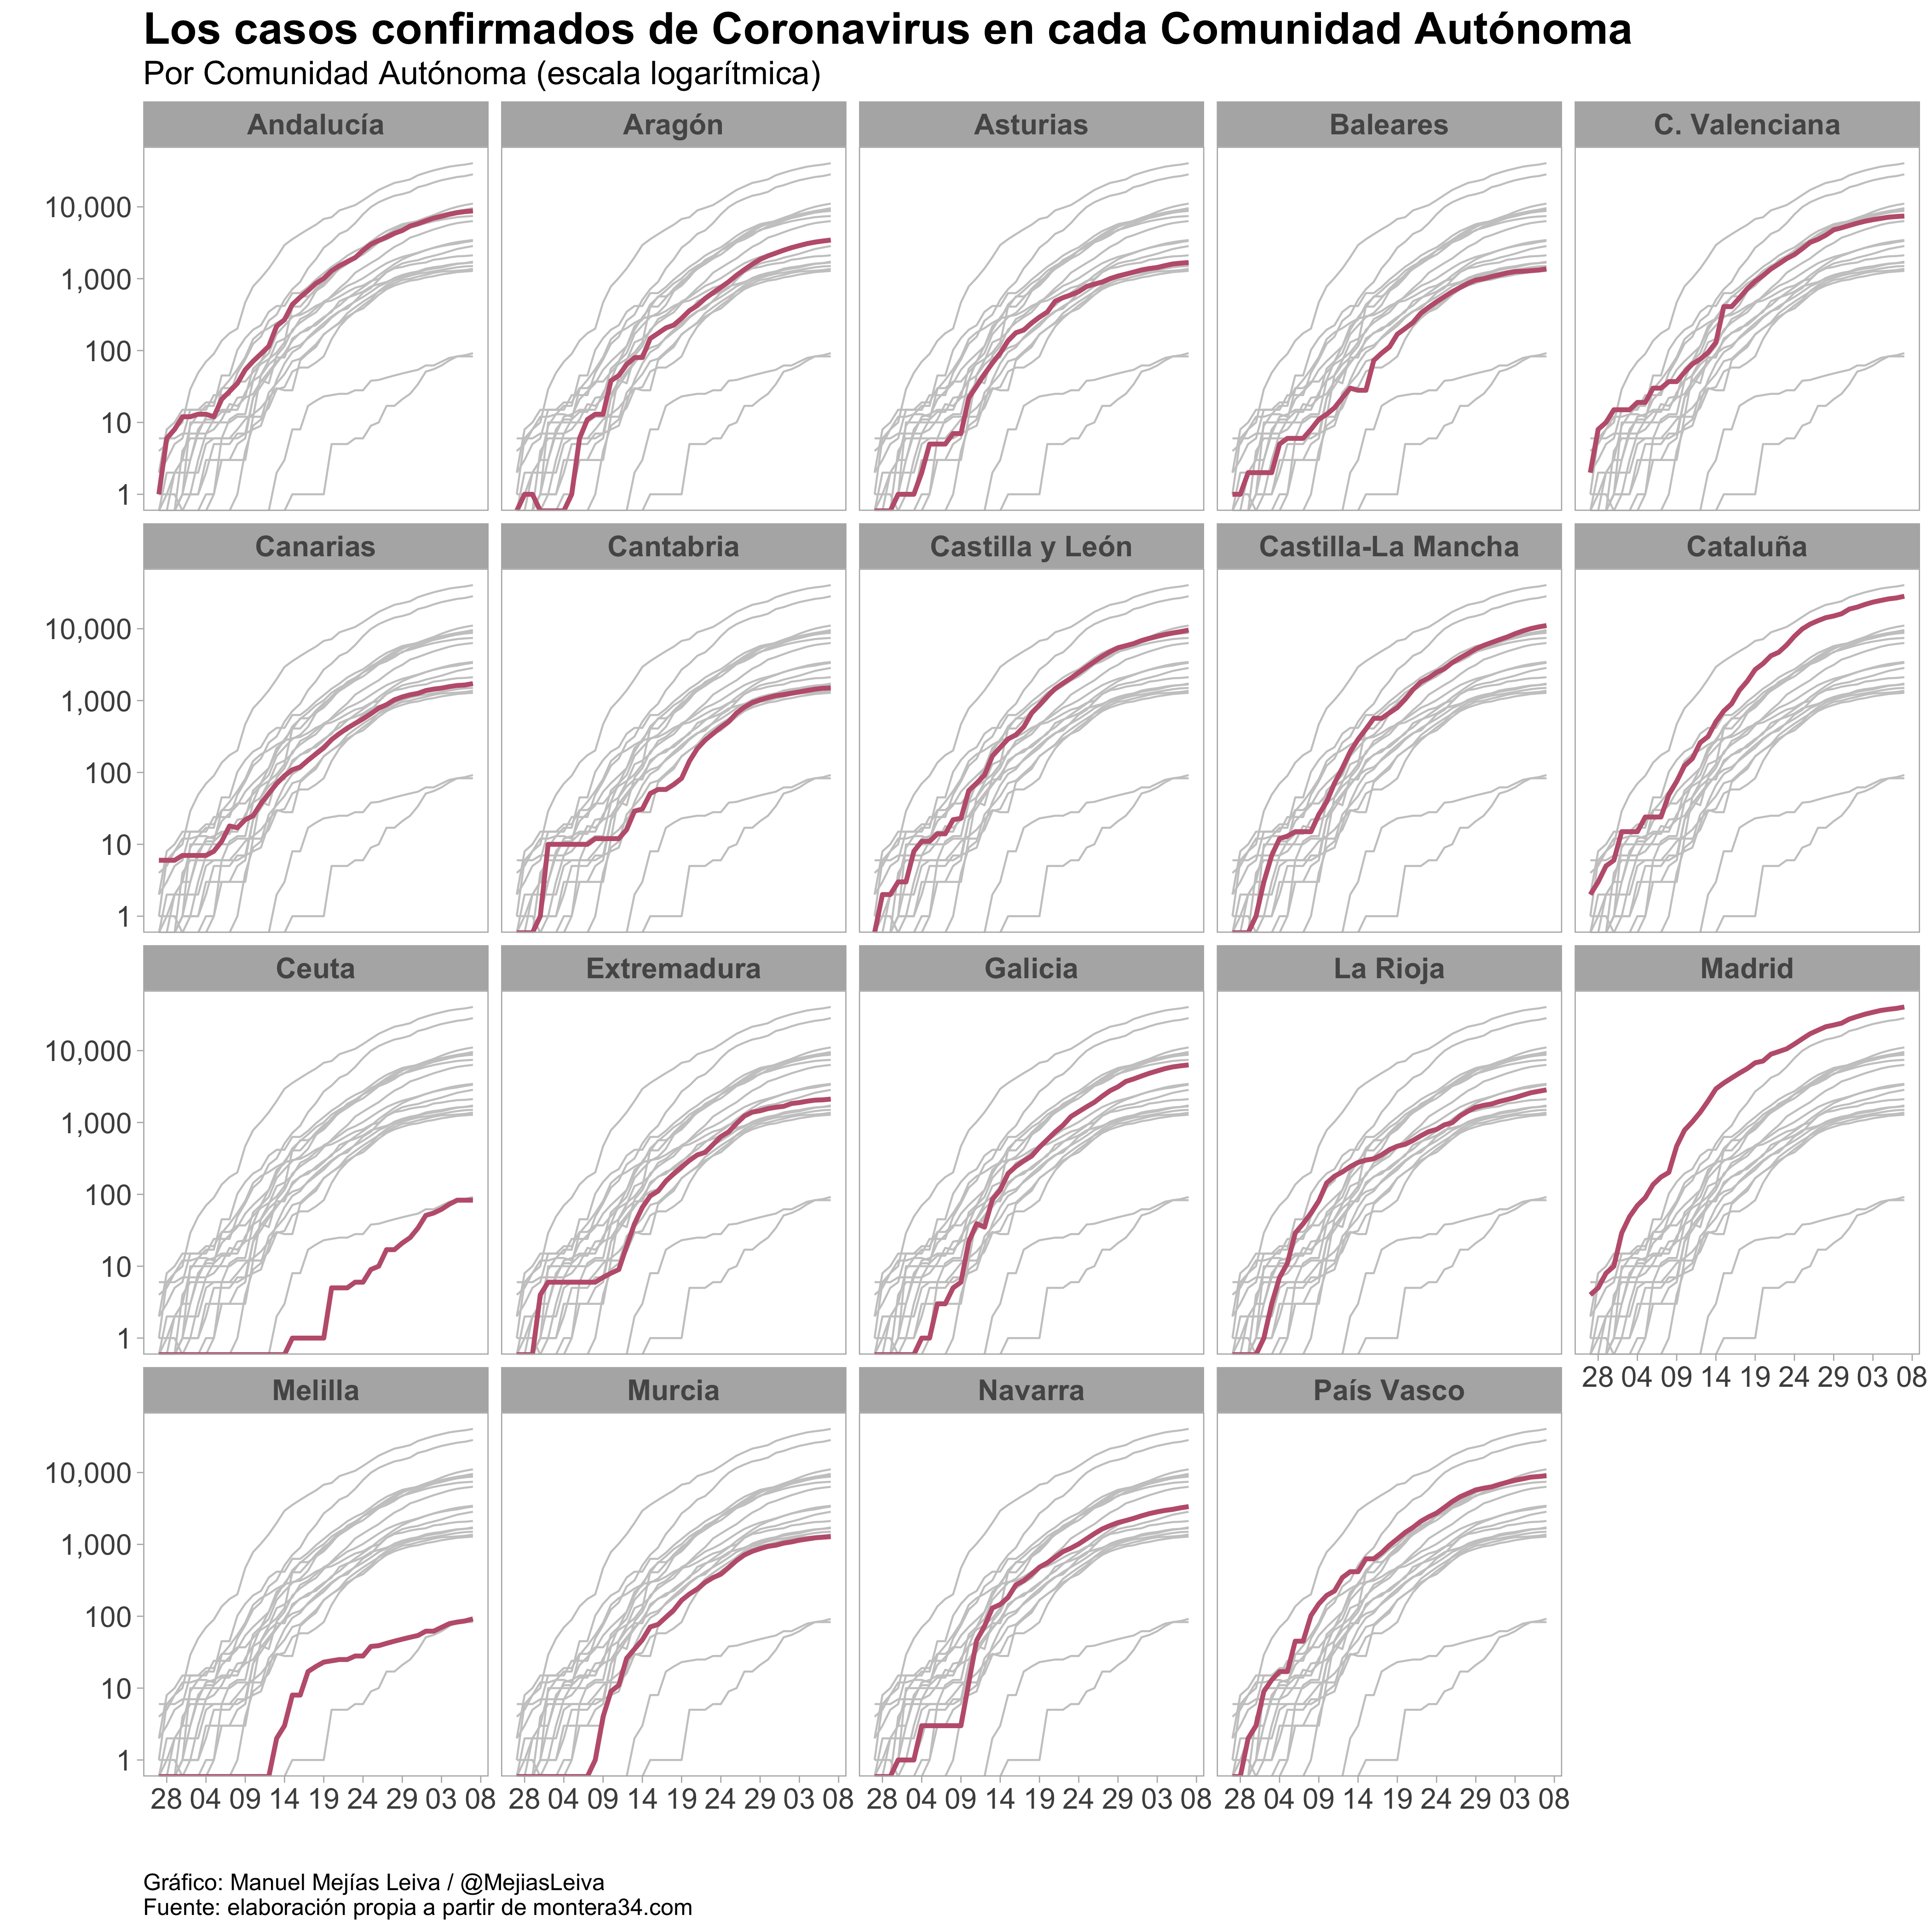 Los casos confirmados de Coronavirus en cada Comunidad Autónoma
Por Comunidad Autónoma (escala logarítmica)
Andalucía Aragón Asturias Baleares C. Valenciana
10,000
1,000
100
10
1
Canarias Cantabria Castilla y León Castilla-La Mancha Cataluña
10,000
1,000
100
10
1
Ceuta Extremadura Galicia La Rioja Madrid
10,000
1,000
100
10
1
28 04 09 14 19 24 29 03 08
Melilla Murcia Navarra País Vasco
10,000
1,000
100
10
1
28 04 09 14 19 24 29 03 08 28 04 09 14 19 24 29 03 08 28 04 09 14 19 24 29 03 08 28 04 09 14 19 24 29 03 08
Gráfico: Manuel Mejías Leiva / @MejiasLeiva
Fuente: elaboración propia a partir de montera34.com